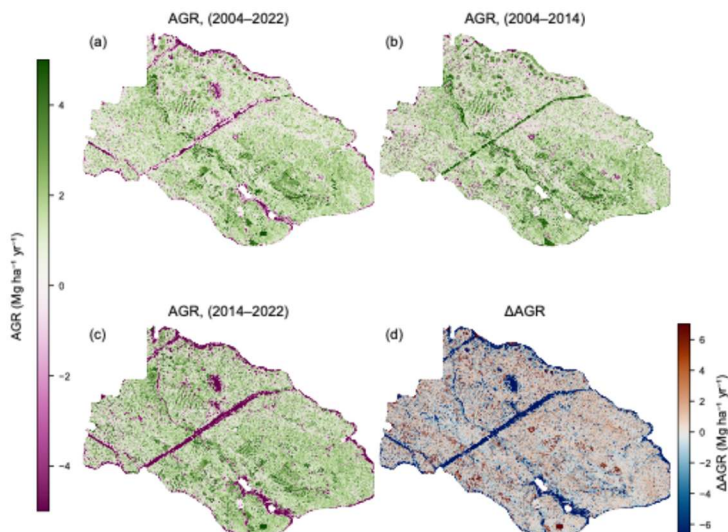 AGR, (2004–2022)
AGR, (2004–2014)
(a)
(b)
4
2
0
−2
−4
AGR (Mg ha⁻¹ yr⁻¹)
AGR, (2014–2022)
ΔAGR
(c)
(d)
6
4
2
0
−2
−4
−6
ΔAGR (Mg ha⁻¹ yr⁻¹)